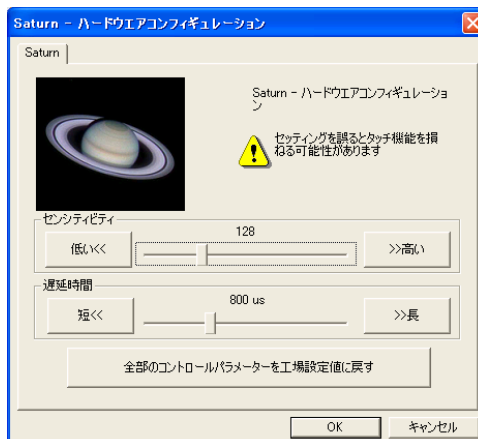 Saturn - ハードウエアコンフィギュレーション
Saturn
Saturn - ハードウエアコンフィギュレーショ
ン
セッティングを誤るとタッチ機能を損
ねる可能性があります
センシティビティ
128
低い<<
>>高い
遅延時間
800 us
短<<
>>長
全部のコントロールパラメーターを工場設定値に戻す
OK
キャンセル